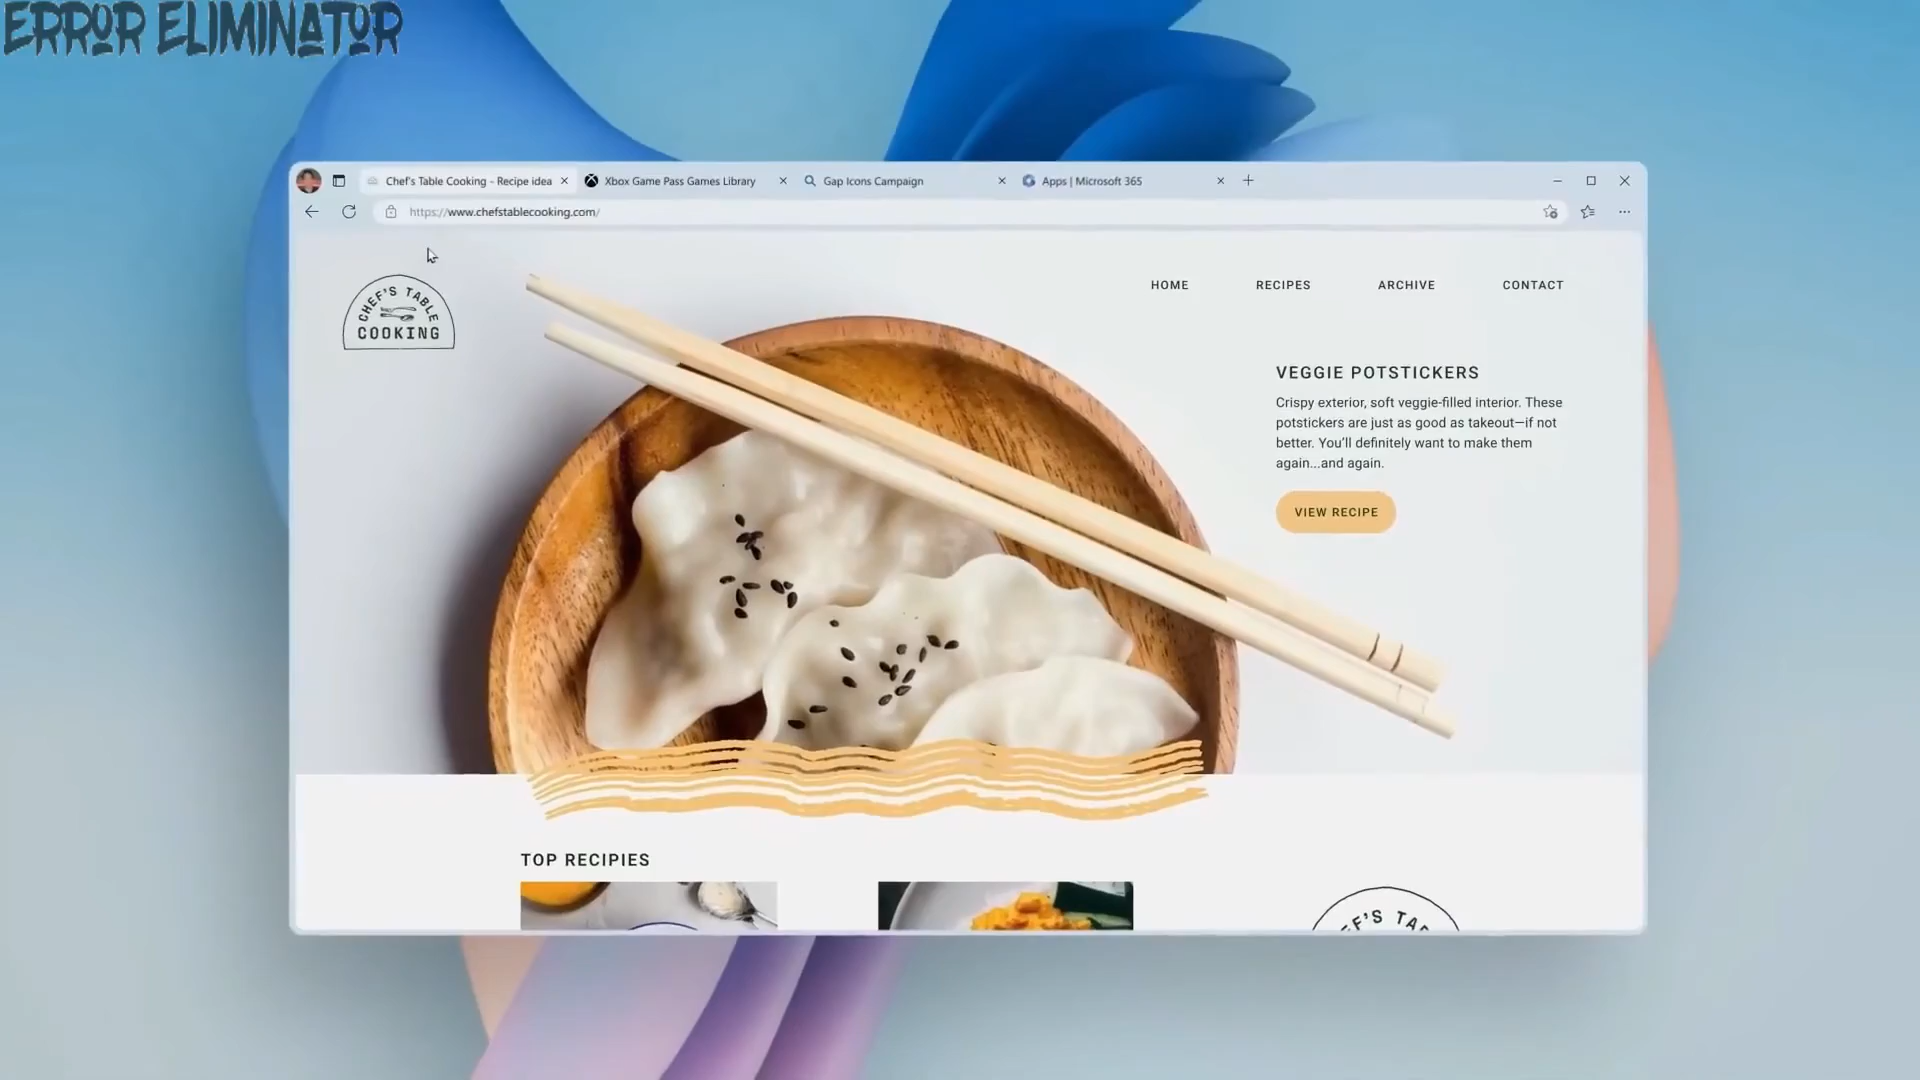 ERROR ELIMINATOR
Chef's Table Cooking - Recipe idea
Xbox Game Pass Games Library
Gap Icons Campaign
Apps | Microsoft 365
https://www.chefstablecooking.com/
CHEF'S TABLE
COOKING
HOME
RECIPES
ARCHIVE
CONTACT
VEGGIE POTSTICKERS
Crispy exterior, soft veggie-filled interior. These
potstickers are just as good as takeout—if not
better. You'll definitely want to make them
again...and again.
VIEW RECIPE
TOP RECIPIES
EF'S TAB